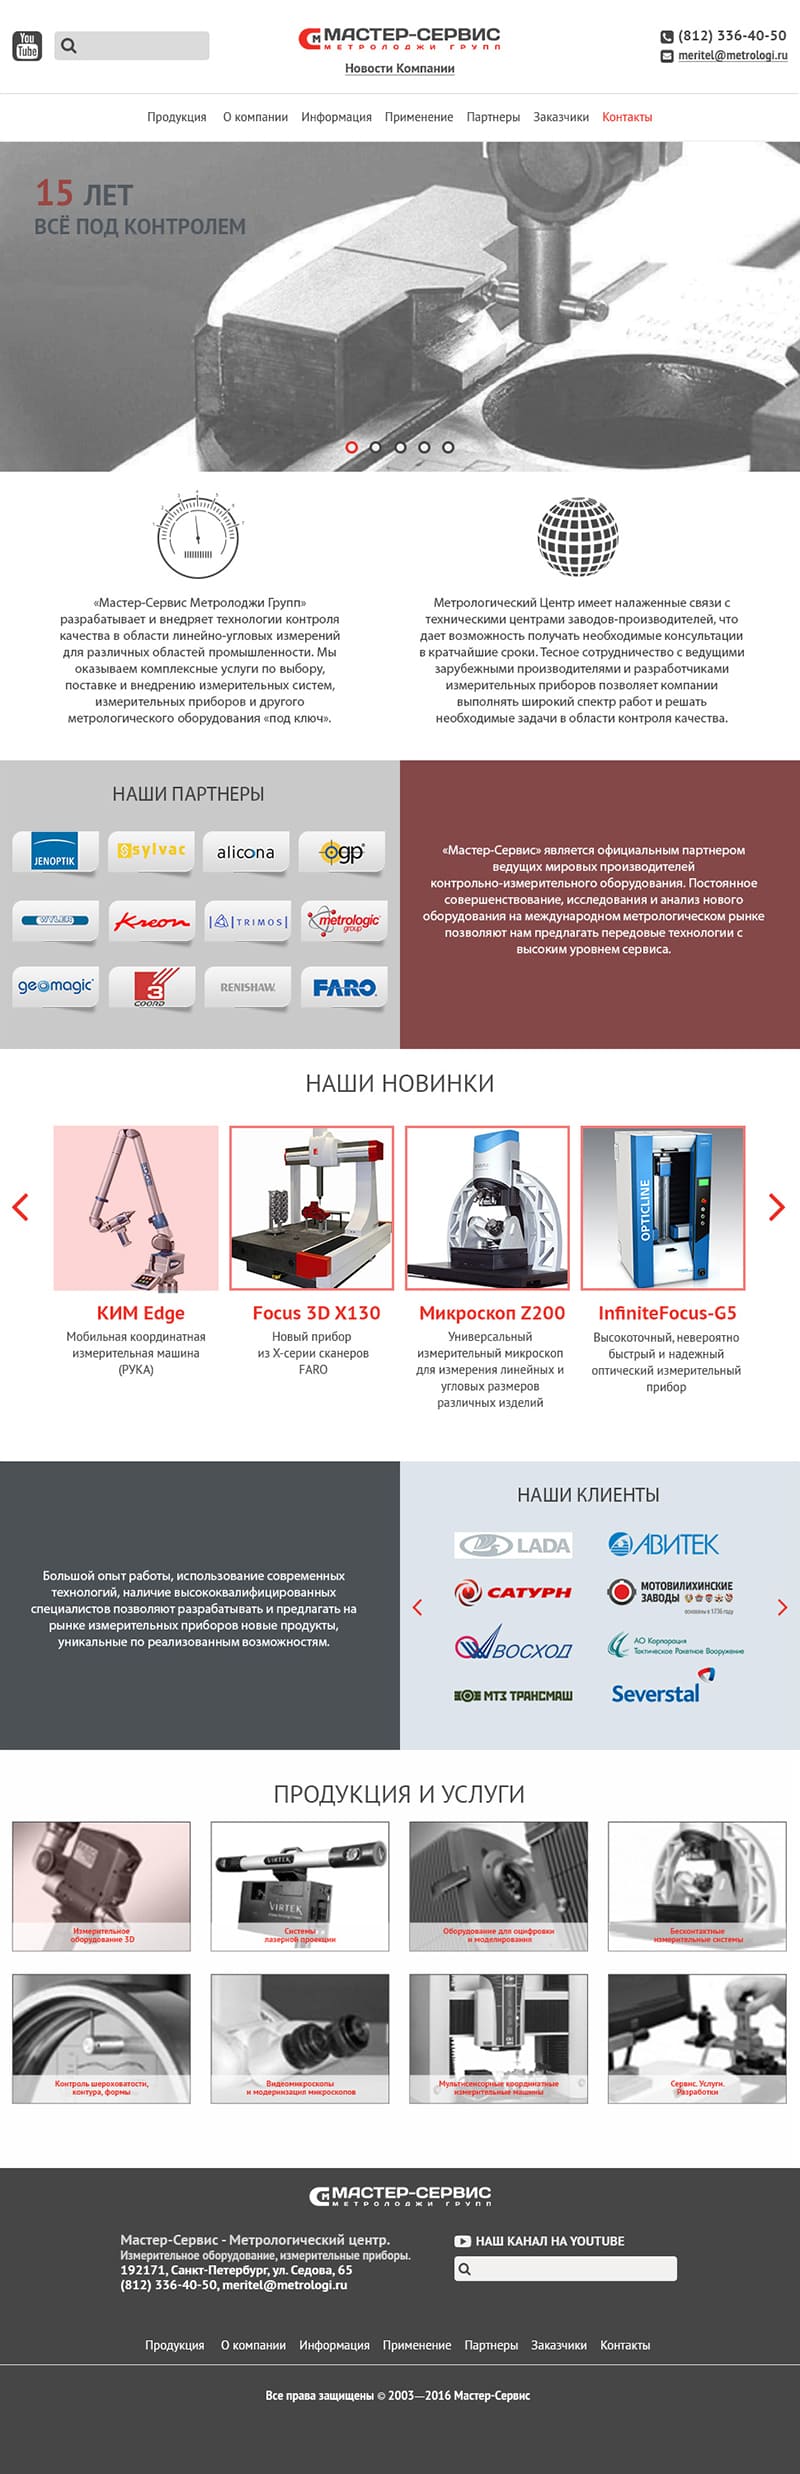 You
Tube
МАСТЕР-СЕРВИС
МЕТРОЛОДЖИ ГРУПП
Новости Компании
(812) 336-40-50
meritel@metrologi.ru
Продукция О компании Информация Применение Партнеры Заказчики Контакты
15 ЛЕТ
ВСЁ ПОД КОНТРОЛЕМ
«Мастер-Сервис Метролоджи Групп»
разрабатывает и внедряет технологии контроля
качества в области линейно-угловых измерений
для различных областей промышленности. Мы
оказываем комплексные услуги по выбору,
поставке и внедрению измерительных систем,
измерительных приборов и другого
метрологического оборудования «под ключ».
Метрологический Центр имеет налаженные связи с
техническими центрами заводов-производителей, что
дает возможность получать необходимые консультации
в кратчайшие сроки. Тесное сотрудничество с ведущими
зарубежными производителями и разработчиками
измерительных приборов позволяет компании
выполнять широкий спектр работ и решать
необходимые задачи в области контроля качества.
НАШИ ПАРТНЕРЫ
JENOPTIK sylvac alicona ogp
WYLER Kreon TRIMOS metrologic
group
geomagic 3 COORD RENISHAW FARO
«Мастер-Сервис» является официальным партнером
ведущих мировых производителей
контрольно-измерительного оборудования. Постоянное
совершенствование, исследования и анализ нового
оборудования на международном метрологическом рынке
позволяют нам предлагать передовые технологии с
высоким уровнем сервиса.
НАШИ НОВИНКИ
OPTICLINE
КИМ Edge
Мобильная координатная
измерительная машина
(РУКА)
Focus 3D X130
Новый прибор
из X-серии сканеров
FARO
Микроскоп Z200
Универсальный
измерительный микроскоп
для измерения линейных и
угловых размеров
различных изделий
InfiniteFocus-G5
Высокоточный, невероятно
быстрый и надежный
оптический измерительный
прибор
Большой опыт работы, использование современных
технологий, наличие высококвалифицированных
специалистов позволяют разрабатывать и предлагать на
рынке измерительных приборов новые продукты,
уникальные по реализованным возможностям.
НАШИ КЛИЕНТЫ
LADA АВИТЕК
САТУРН МОТОВИЛИХИНСКИЕ
ЗАВОДЫ
основаны в 1736 году
ВОСХОД АО Корпорация
Тактическое Ракетное Вооружение
МТЗ ТРАНСМАШ Severstal
ПРОДУКЦИЯ И УСЛУГИ
VIRTEK
VIRTEK
Измерительное
оборудование 3D
Системы
лазерной проекции
Оборудование для оцифровки
и моделирования
Бесконтактные
измерительные системы
Контроль шероховатости,
контура, формы
Видеомикроскопы
и модернизация микроскопов
Мультисенсорные координатные
измерительные машины
Сервис. Услуги.
Разработки
МАСТЕР-СЕРВИС
МЕТРОЛОДЖИ ГРУПП
Мастер-Сервис - Метрологический центр.
Измерительное оборудование, измерительные приборы.
192171, Санкт-Петербург, ул. Седова, 65
(812) 336-40-50, meritel@metrologi.ru
НАШ КАНАЛ НА YOUTUBE
Продукция О компании Информация Применение Партнеры Заказчики Контакты
Все права защищены © 2003—2016 Мастер-Сервис